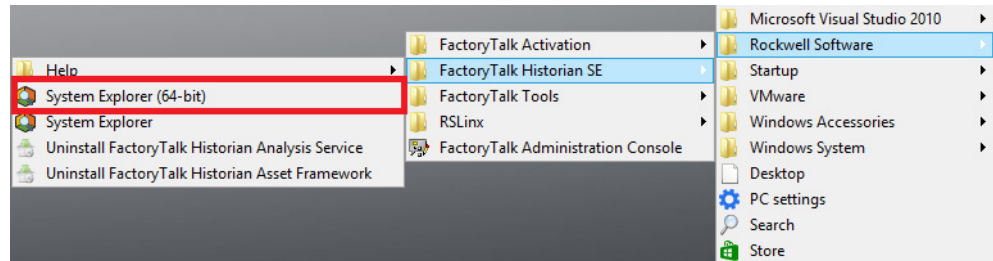 Microsoft Visual Studio 2010
Rockwell Software
Startup
VMware
Windows Accessories
Windows System
Desktop
PC settings
Search
Store
FactoryTalk Activation
FactoryTalk Historian SE
FactoryTalk Tools
RSLinx
FactoryTalk Administration Console
Help
System Explorer (64-bit)
System Explorer
Uninstall FactoryTalk Historian Analysis Service
Uninstall FactoryTalk Historian Asset Framework